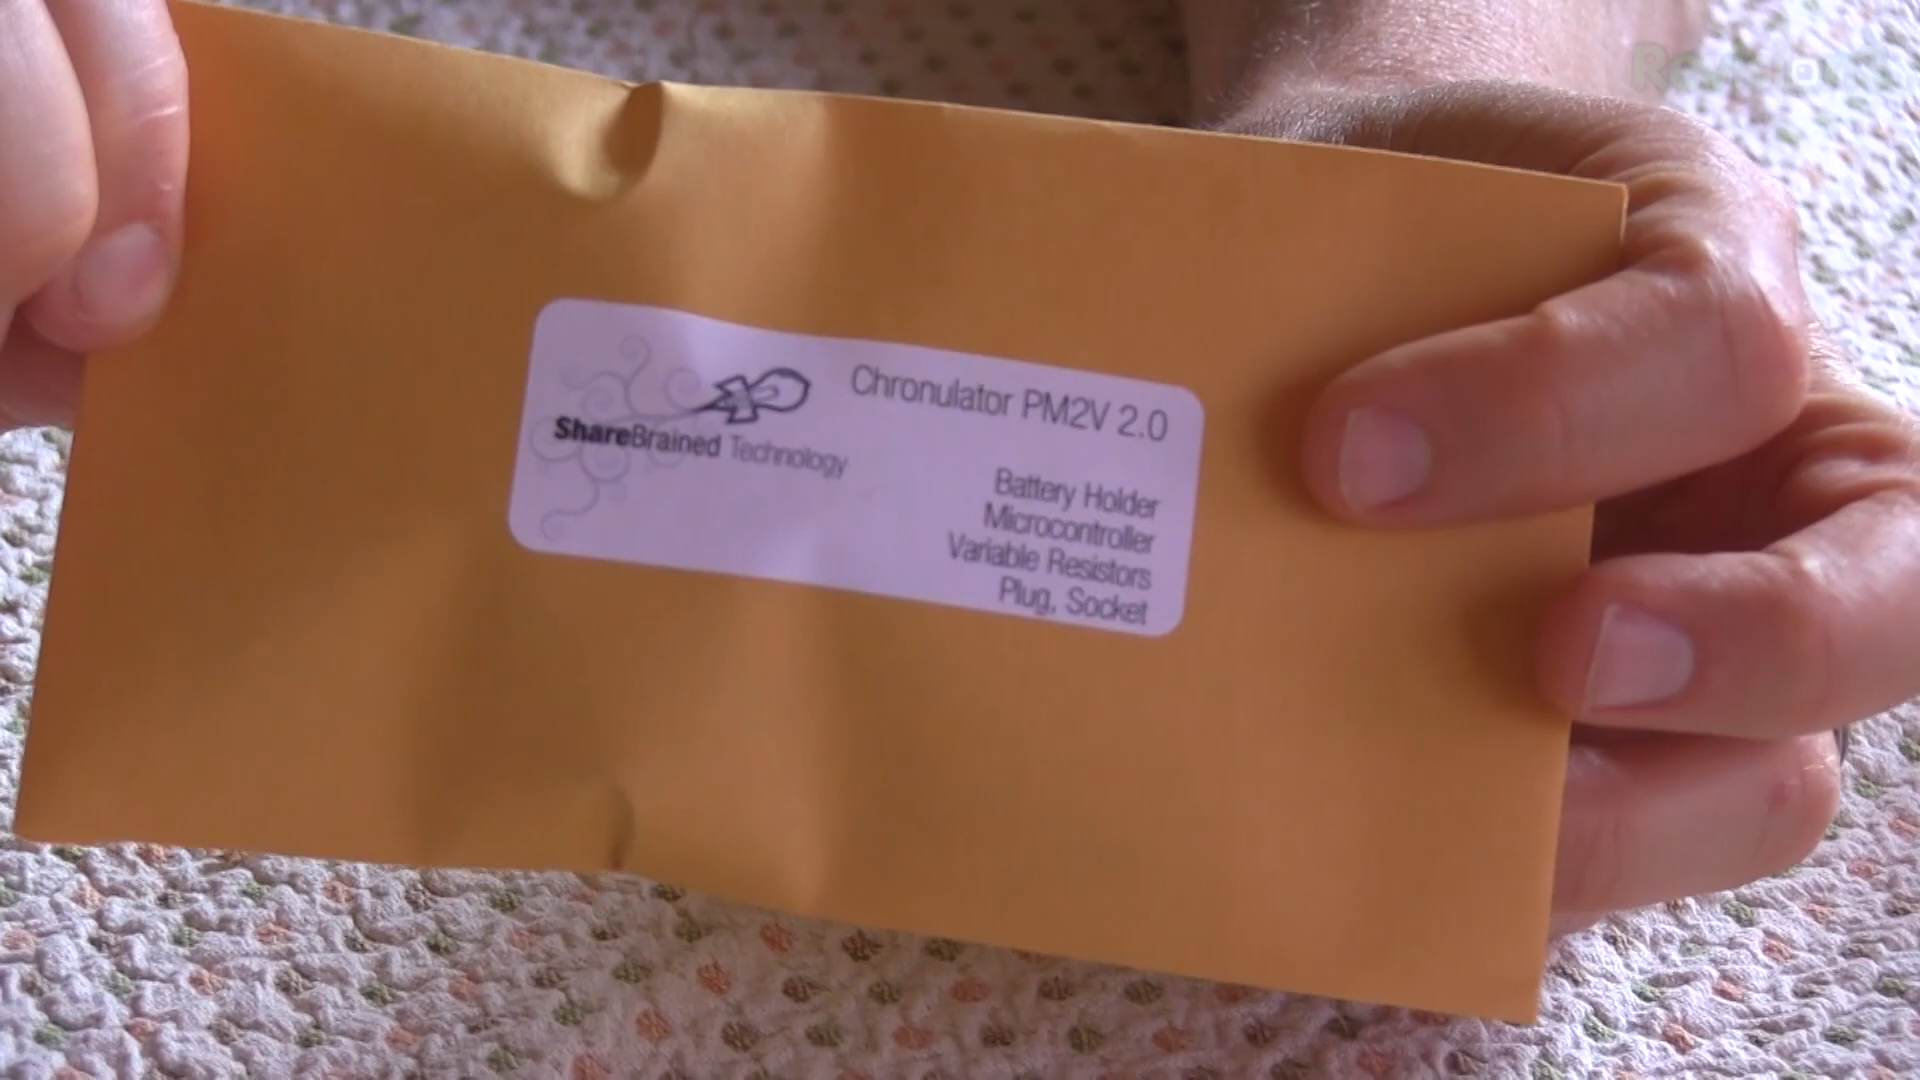 ShareBrained Technology
Chronulator PM2V 2.0
Battery Holder
Microcontroller
Variable Resistors
Plug, Socket